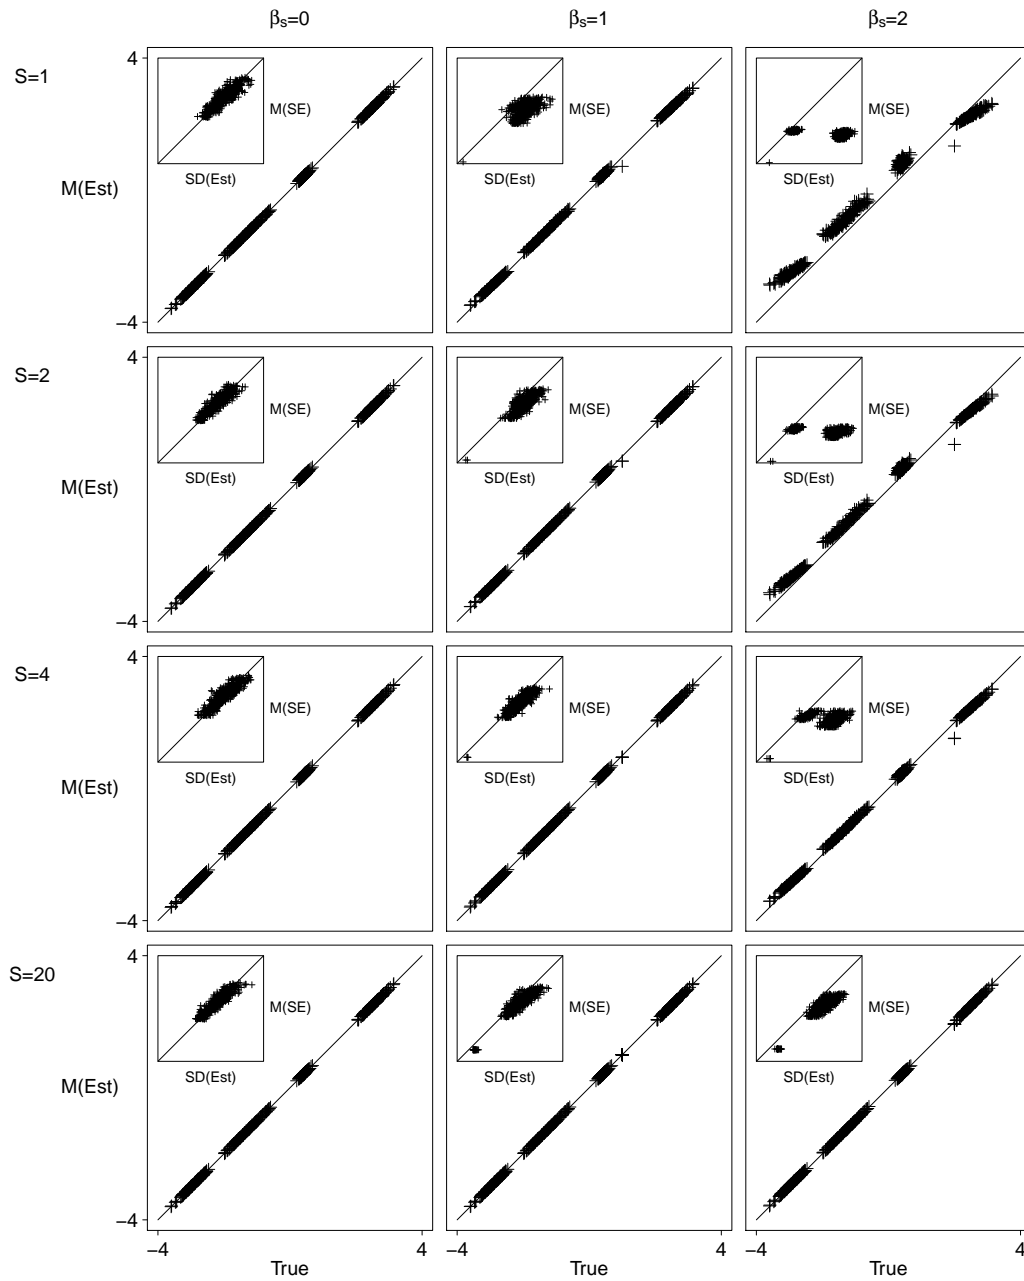 βs=0 βs=1 βs=2
S=1
4
M(SE) M(SE) M(SE)
SD(Est) SD(Est) SD(Est)
M(Est)
−4
S=2
4
M(SE) M(SE) M(SE)
SD(Est) SD(Est) SD(Est)
M(Est)
−4
S=4
4
M(SE) M(SE) M(SE)
SD(Est) SD(Est) SD(Est)
M(Est)
−4
S=20
4
M(SE) M(SE) M(SE)
SD(Est) SD(Est) SD(Est)
M(Est)
−4
−4 4 −4 4 −4 4
True True True